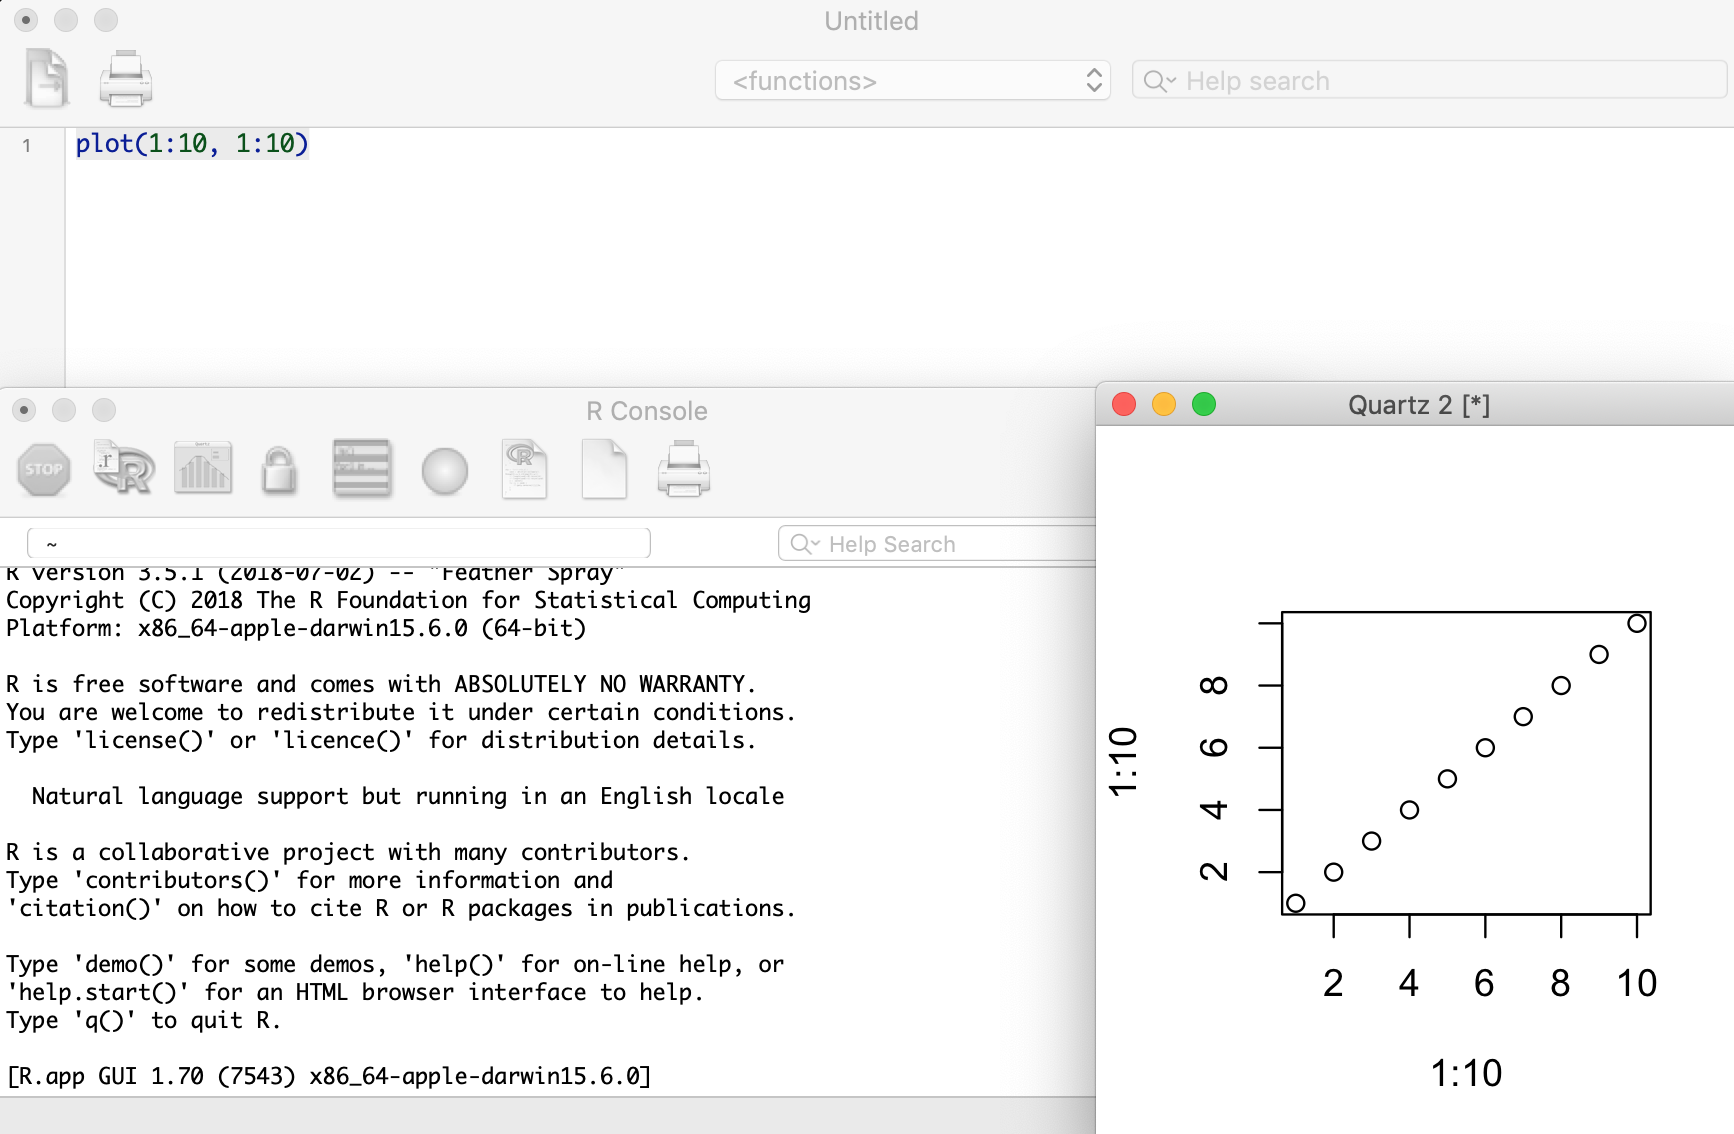 Untitled
<functions>
Help search
1
plot(1:10, 1:10)
R Console
STOP
.r
R
~
Help Search
R version 3.5.1 (2018-07-02) -- "Feather Spray"
Copyright (C) 2018 The R Foundation for Statistical Computing
Platform: x86_64-apple-darwin15.6.0 (64-bit)
R is free software and comes with ABSOLUTELY NO WARRANTY.
You are welcome to redistribute it under certain conditions.
Type 'license()' or 'licence()' for distribution details.
Natural language support but running in an English locale
R is a collaborative project with many contributors.
Type 'contributors()' for more information and
'citation()' on how to cite R or R packages in publications.
Type 'demo()' for some demos, 'help()' for on-line help, or
'help.start()' for an HTML browser interface to help.
Type 'q()' to quit R.
[R.app GUI 1.70 (7543) x86_64-apple-darwin15.6.0]
Quartz 2 [*]
1:10
8
6
4
2
2 4 6 8 10
1:10